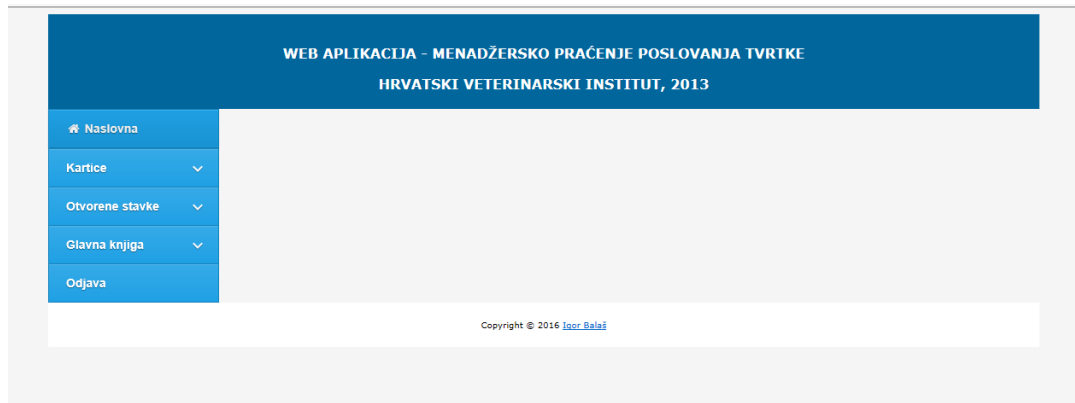 WEB APLIKACIJA - MENADŽERSKO PRAĆENJE POSLOVANJA TVRTKE
HRVATSKI VETERINARSKI INSTITUT, 2013
Naslovna
Kartice
Otvorene stavke
Glavna knjiga
Odjava
Copyright © 2016 Igor Balaš